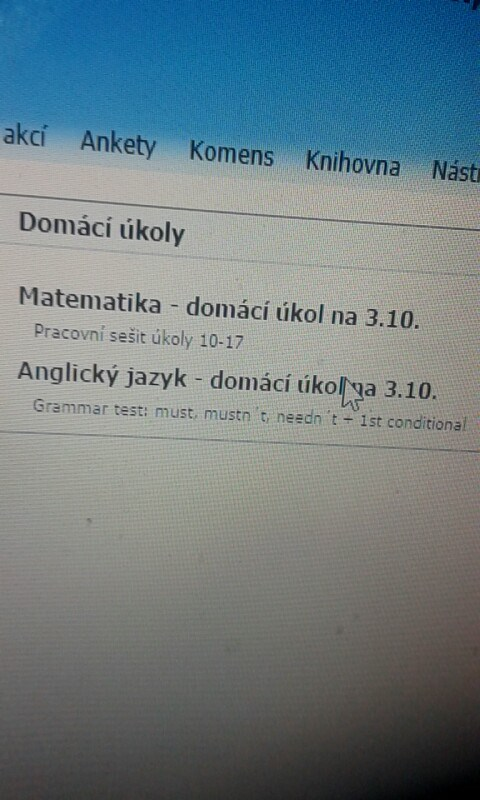 akcí Ankety Komens Knihovna
Domácí úkoly
Matematika - domácí úkol na 3.10.
Pracovní sešit úkoly 10-17
Anglický jazyk - domácí úkol na 3.10.
Grammar test: must, mustn´t, needn´t + 1st conditional